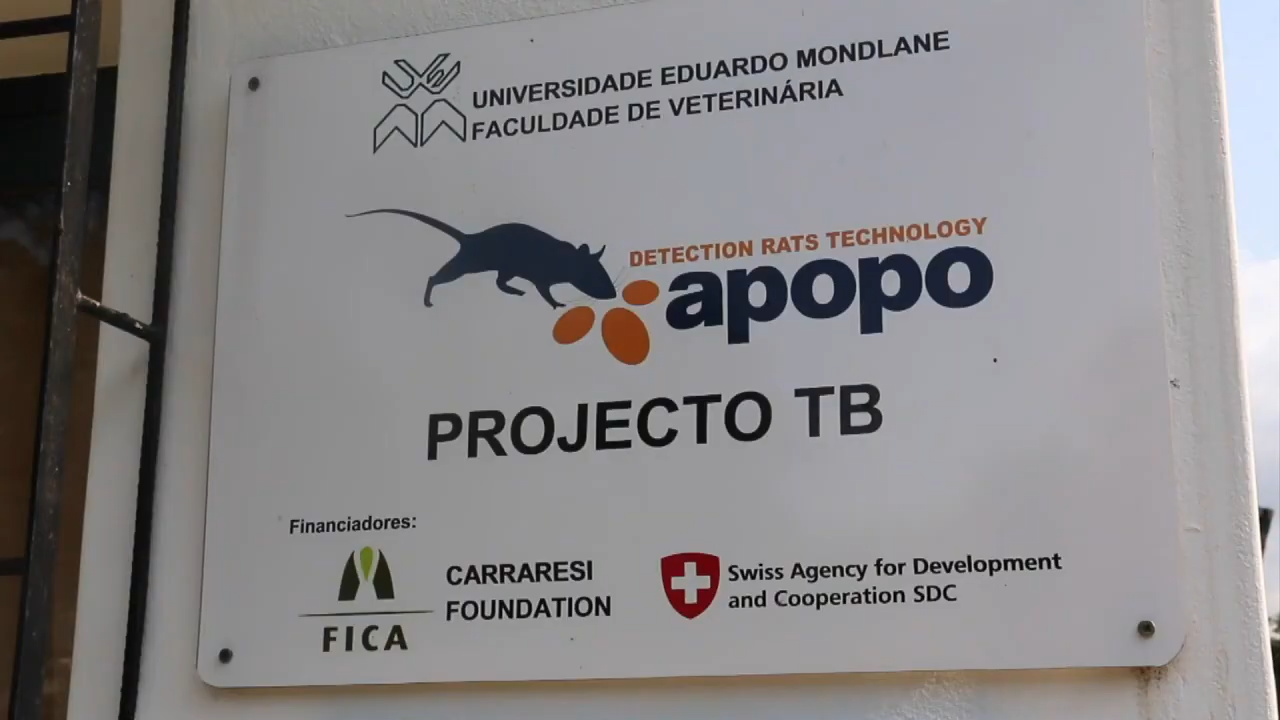 UNIVERSIDADE EDUARDO MONDLANE
FACULDADE DE VETERINÁRIA
DETECTION RATS TECHNOLOGY
apopo
PROJECTO TB
Financiadores:
FICA
CARRARESI
FOUNDATION
Swiss Agency for Development
and Cooperation SDC